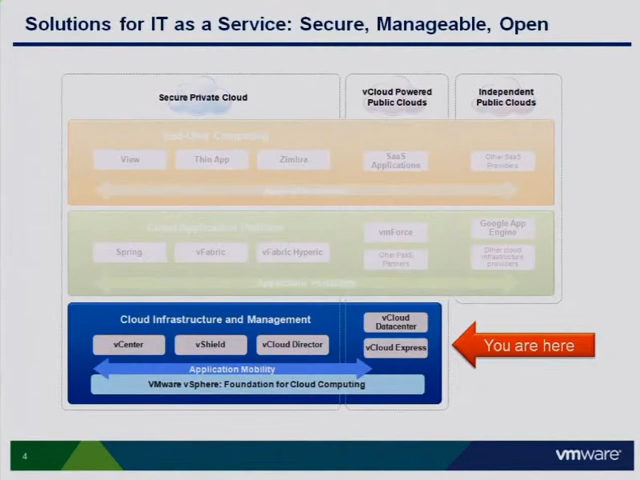 Solutions for IT as a Service: Secure, Manageable, Open
Secure Private Cloud
vCloud Powered
Public Clouds
Independent
Public Clouds
End-User Computing
View
Thin App
Zimbra
SaaS
Applications
Other SaaS
Providers
Cloud Application Platform
Spring
vFabric
vFabric Hyperic
vmForce
Other PaaS
Partners
Google App
Engine
Other cloud
infrastructure
providers
Application Mobility
Cloud Infrastructure and Management
vCenter
vShield
vCloud Director
vCloud
Datacenter
vCloud Express
Application Mobility
VMware vSphere: Foundation for Cloud Computing
You are here
4
vmware